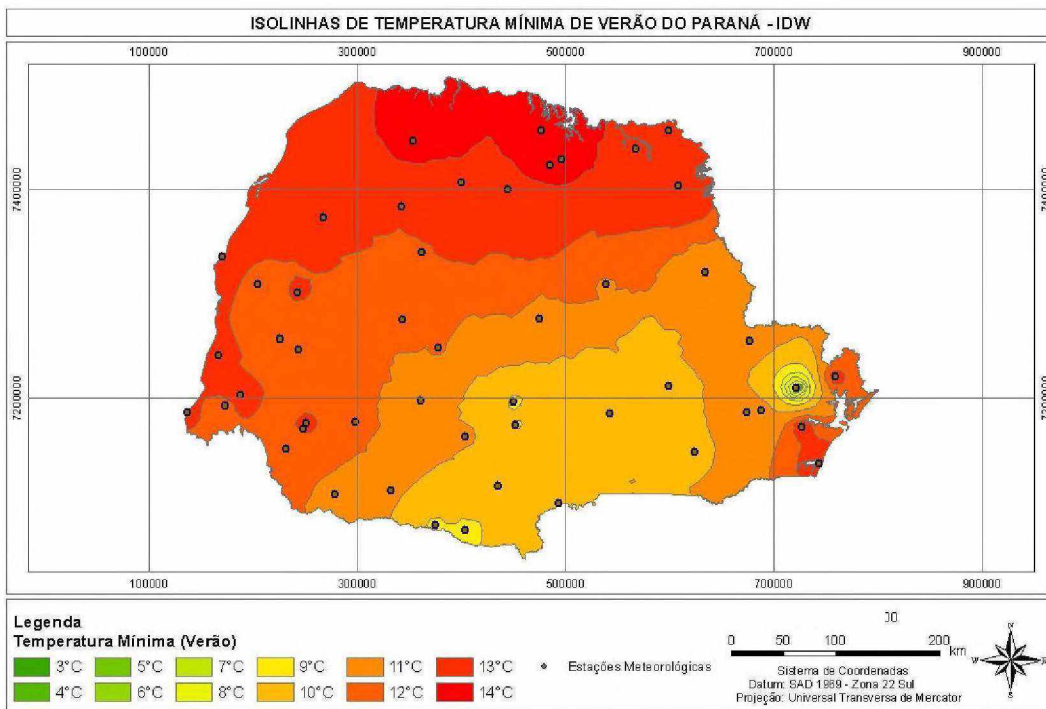 ISOLINHAS DE TEMPERATURA MÍNIMA DE VERÃO DO PARANÁ - IDW
100000 300000 500000 700000 900000
7400000 7400000
7200000 7200000
100000 300000 500000 700000 900000
Legenda
Temperatura Mínima (Verão)
3°C 5°C 7°C 9°C 11°C 13°C
4°C 6°C 8°C 10°C 12°C 14°C
Estações Meteorológicas
0 50 100 200
km
Sistema de Coordenadas
Datum: SAD 1969 - Zona 22 Sul
Projeção: Universal Transversa de Mercator
N